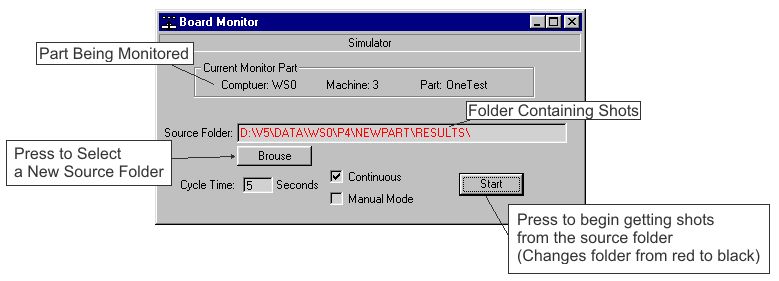 Board Monitor
Simulator
Part Being Monitored
Current Monitor Part
Comptuer: WS0 Machine: 3 Part: OneTest
Folder Containing Shots
Source Folder: D:\V5\DATA\WS0\P4\NEWPART\RESULTS\
Press to Select
a New Source Folder
Browse
Cycle Time: 5 Seconds
Continuous
Manual Mode
Start
Press to begin getting shots
from the source folder
(Changes folder from red to black)